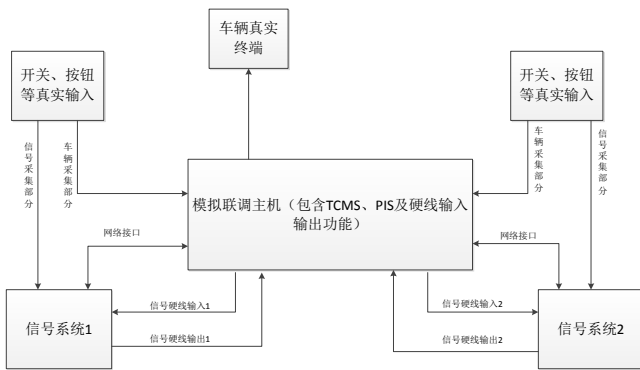 车辆真实
终端
开关、按钮
等真实输入
开关、按钮
等真实输入
信号采集部分
车辆采集部分
车辆采集部分
信号采集部分
模拟联调主机（包含TCMS、PIS及硬线输入
输出功能）
网络接口
网络接口
信号硬线输入1
信号硬线输入2
信号系统1
信号系统2
信号硬线输出1
信号硬线输出2